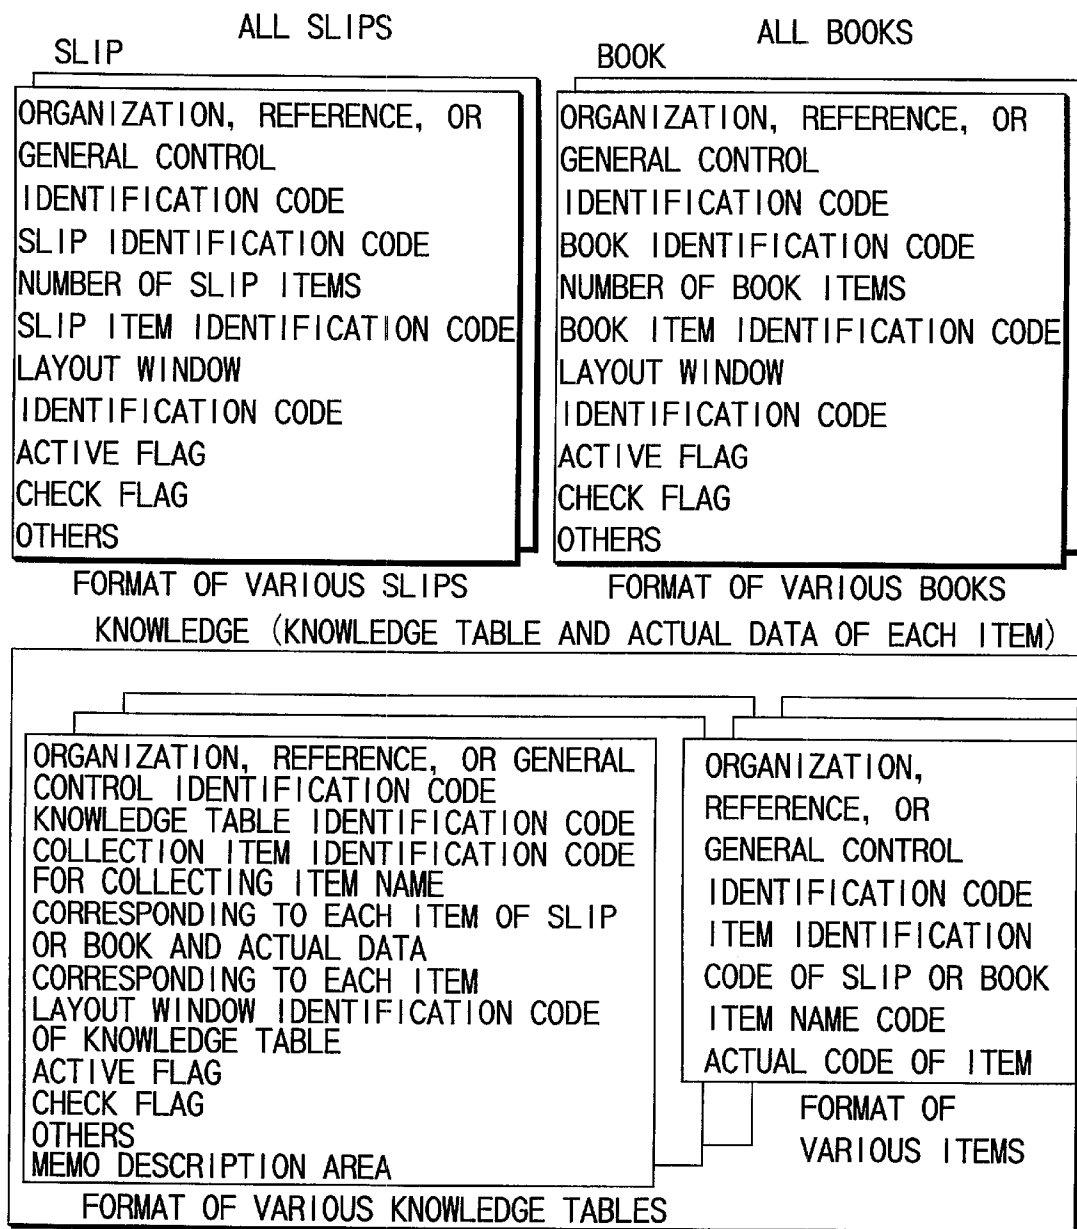 ALL SLIPS
SLIP
ORGANIZATION, REFERENCE, OR
GENERAL CONTROL
IDENTIFICATION CODE
SLIP IDENTIFICATION CODE
NUMBER OF SLIP ITEMS
SLIP ITEM IDENTIFICATION CODE
LAYOUT WINDOW
IDENTIFICATION CODE
ACTIVE FLAG
CHECK FLAG
OTHERS
FORMAT OF VARIOUS SLIPS
ALL BOOKS
BOOK
ORGANIZATION, REFERENCE, OR
GENERAL CONTROL
IDENTIFICATION CODE
BOOK IDENTIFICATION CODE
NUMBER OF BOOK ITEMS
BOOK ITEM IDENTIFICATION CODE
LAYOUT WINDOW
IDENTIFICATION CODE
ACTIVE FLAG
CHECK FLAG
OTHERS
FORMAT OF VARIOUS BOOKS
KNOWLEDGE (KNOWLEDGE TABLE AND ACTUAL DATA OF EACH ITEM)
ORGANIZATION, REFERENCE, OR GENERAL
CONTROL IDENTIFICATION CODE
KNOWLEDGE TABLE IDENTIFICATION CODE
COLLECTION ITEM IDENTIFICATION CODE
FOR COLLECTING ITEM NAME
CORRESPONDING TO EACH ITEM OF SLIP
OR BOOK AND ACTUAL DATA
CORRESPONDING TO EACH ITEM
LAYOUT WINDOW IDENTIFICATION CODE
OF KNOWLEDGE TABLE
ACTIVE FLAG
CHECK FLAG
OTHERS
MEMO DESCRIPTION AREA
FORMAT OF VARIOUS KNOWLEDGE TABLES
ORGANIZATION,
REFERENCE, OR
GENERAL CONTROL
IDENTIFICATION CODE
ITEM IDENTIFICATION
CODE OF SLIP OR BOOK
ITEM NAME CODE
ACTUAL CODE OF ITEM
FORMAT OF
VARIOUS ITEMS